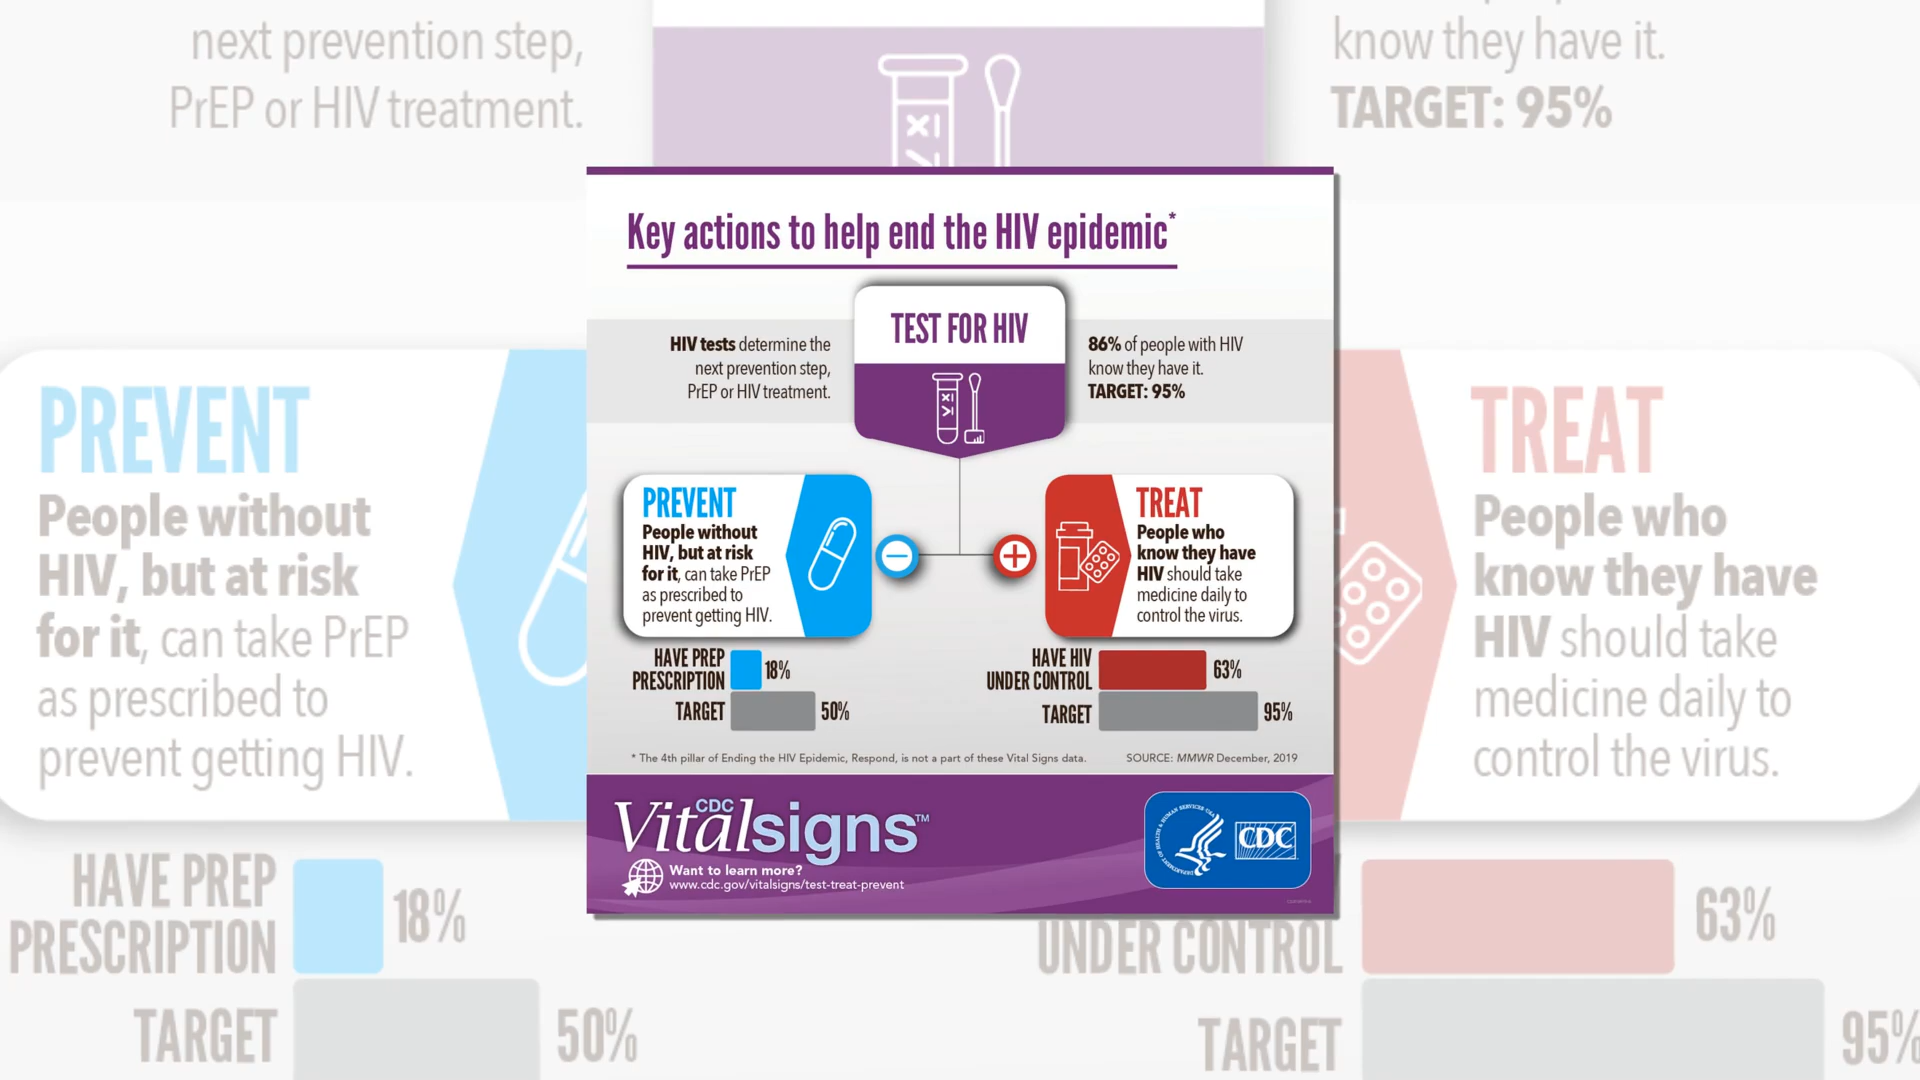 next prevention step,
PrEP or HIV treatment.
know they have it.
TARGET: 95%
Key actions to help end the HIV epidemic*
TEST FOR HIV
HIV tests determine the
next prevention step,
PrEP or HIV treatment.
86% of people with HIV
know they have it.
TARGET: 95%
PREVENT
People without
HIV, but at risk
for it, can take PrEP
as prescribed to
prevent getting HIV.
TREAT
People who
know they have
HIV should take
medicine daily to
control the virus.
HAVE PREP
PRESCRIPTION
18%
TARGET
50%
HAVE HIV
UNDER CONTROL
63%
TARGET
95%
* The 4th pillar of Ending the HIV Epidemic, Respond, is not a part of these Vital Signs data.
SOURCE: MMWR December, 2019
CDC
Vitalsigns™
Want to learn more?
www.cdc.gov/vitalsigns/test-treat-prevent
DEPARTMENT OF HEALTH & HUMAN SERVICES USA
CDC
PREVENT
People without
HIV, but at risk
for it, can take PrEP
as prescribed to
prevent getting HIV.
TREAT
People who
know they have
HIV should take
medicine daily to
control the virus.
HAVE PREP
PRESCRIPTION
18%
TARGET
50%
UNDER CONTROL
63%
TARGET
95%